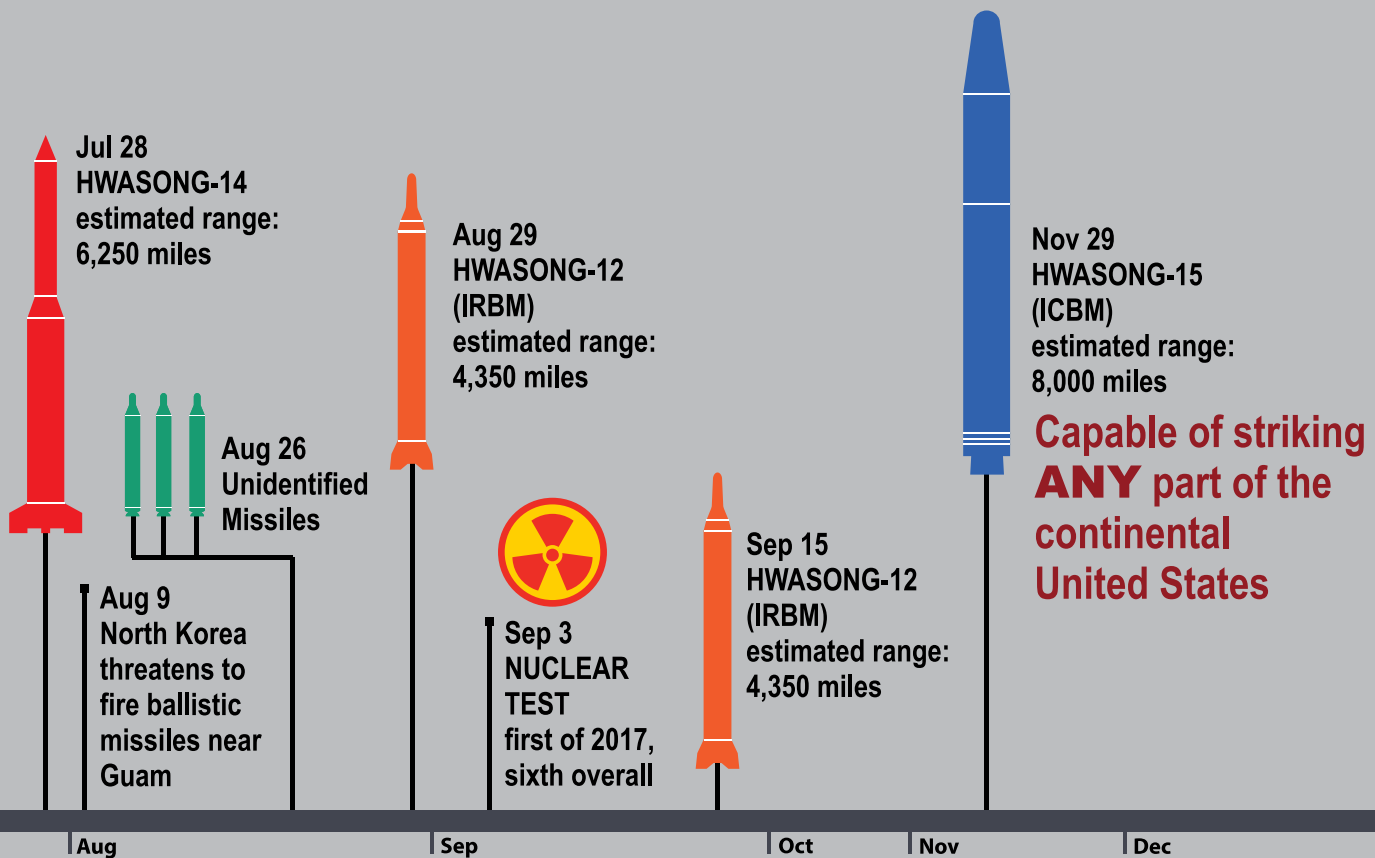 Jul 28
HWASONG-14
estimated range:
6,250 miles
Aug 9
North Korea
threatens to
fire ballistic
missiles near
Guam
Aug 26
Unidentified
Missiles
Aug 29
HWASONG-12
(IRBM)
estimated range:
4,350 miles
Sep 3
NUCLEAR
TEST
first of 2017,
sixth overall
Sep 15
HWASONG-12
(IRBM)
estimated range:
4,350 miles
Nov 29
HWASONG-15
(ICBM)
estimated range:
8,000 miles
Capable of striking
ANY part of the
continental
United States
Aug
Sep
Oct
Nov
Dec